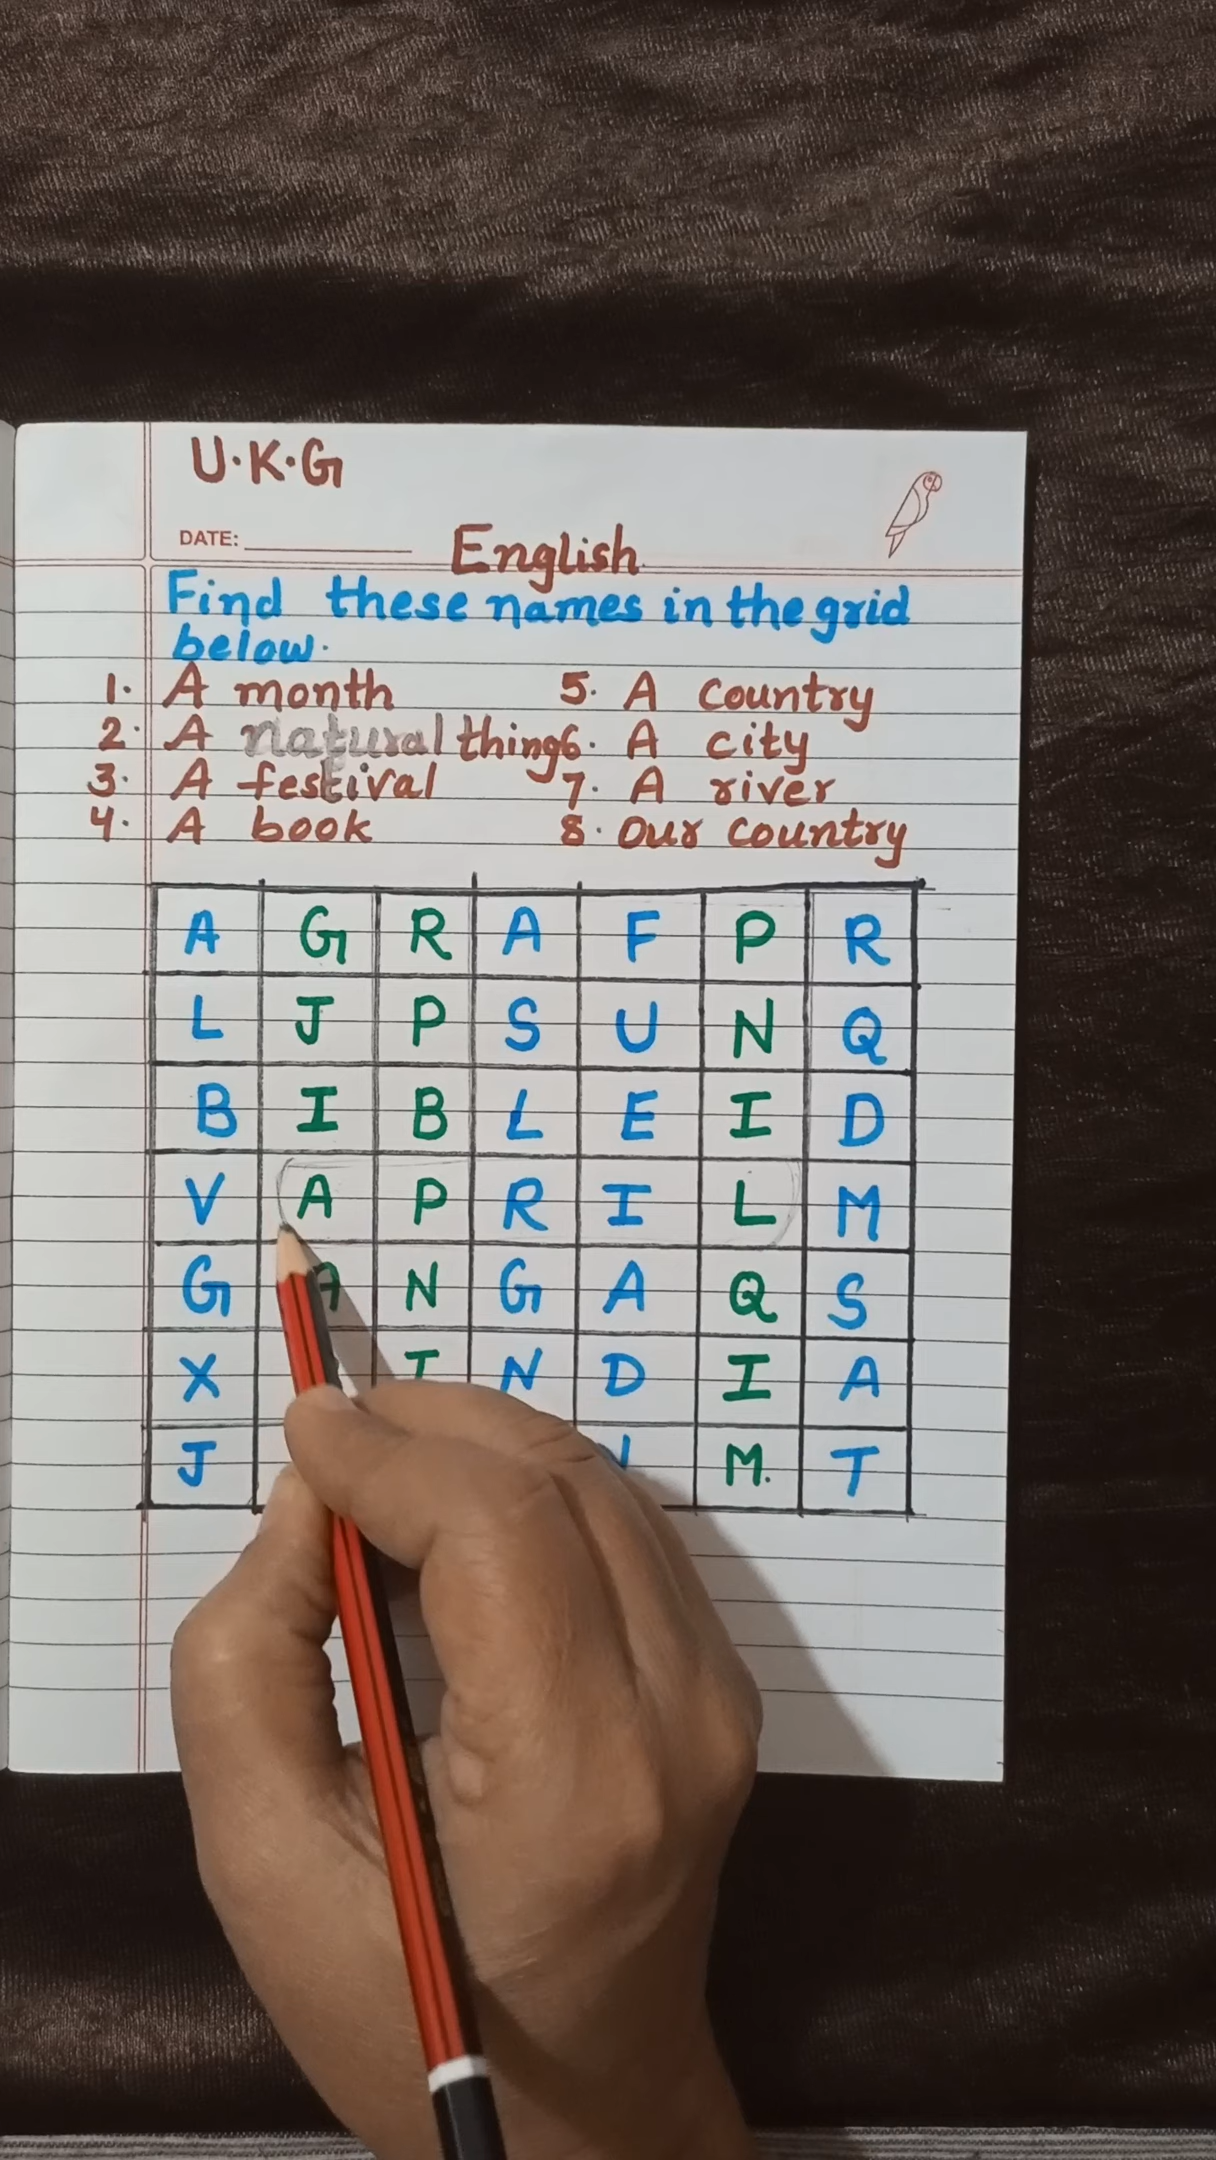 U.K.G
DATE:
English
Find these names in the grid
below.
1. A month 5. A Country
2. A natural thing 6. A city
3. A festival 7. A river
4. A book 8. Our country
A G R A F P R
L J P S U N Q
B I B L E I D
V A P R I L M
G A N G A Q S
X I N D I A
J M. T